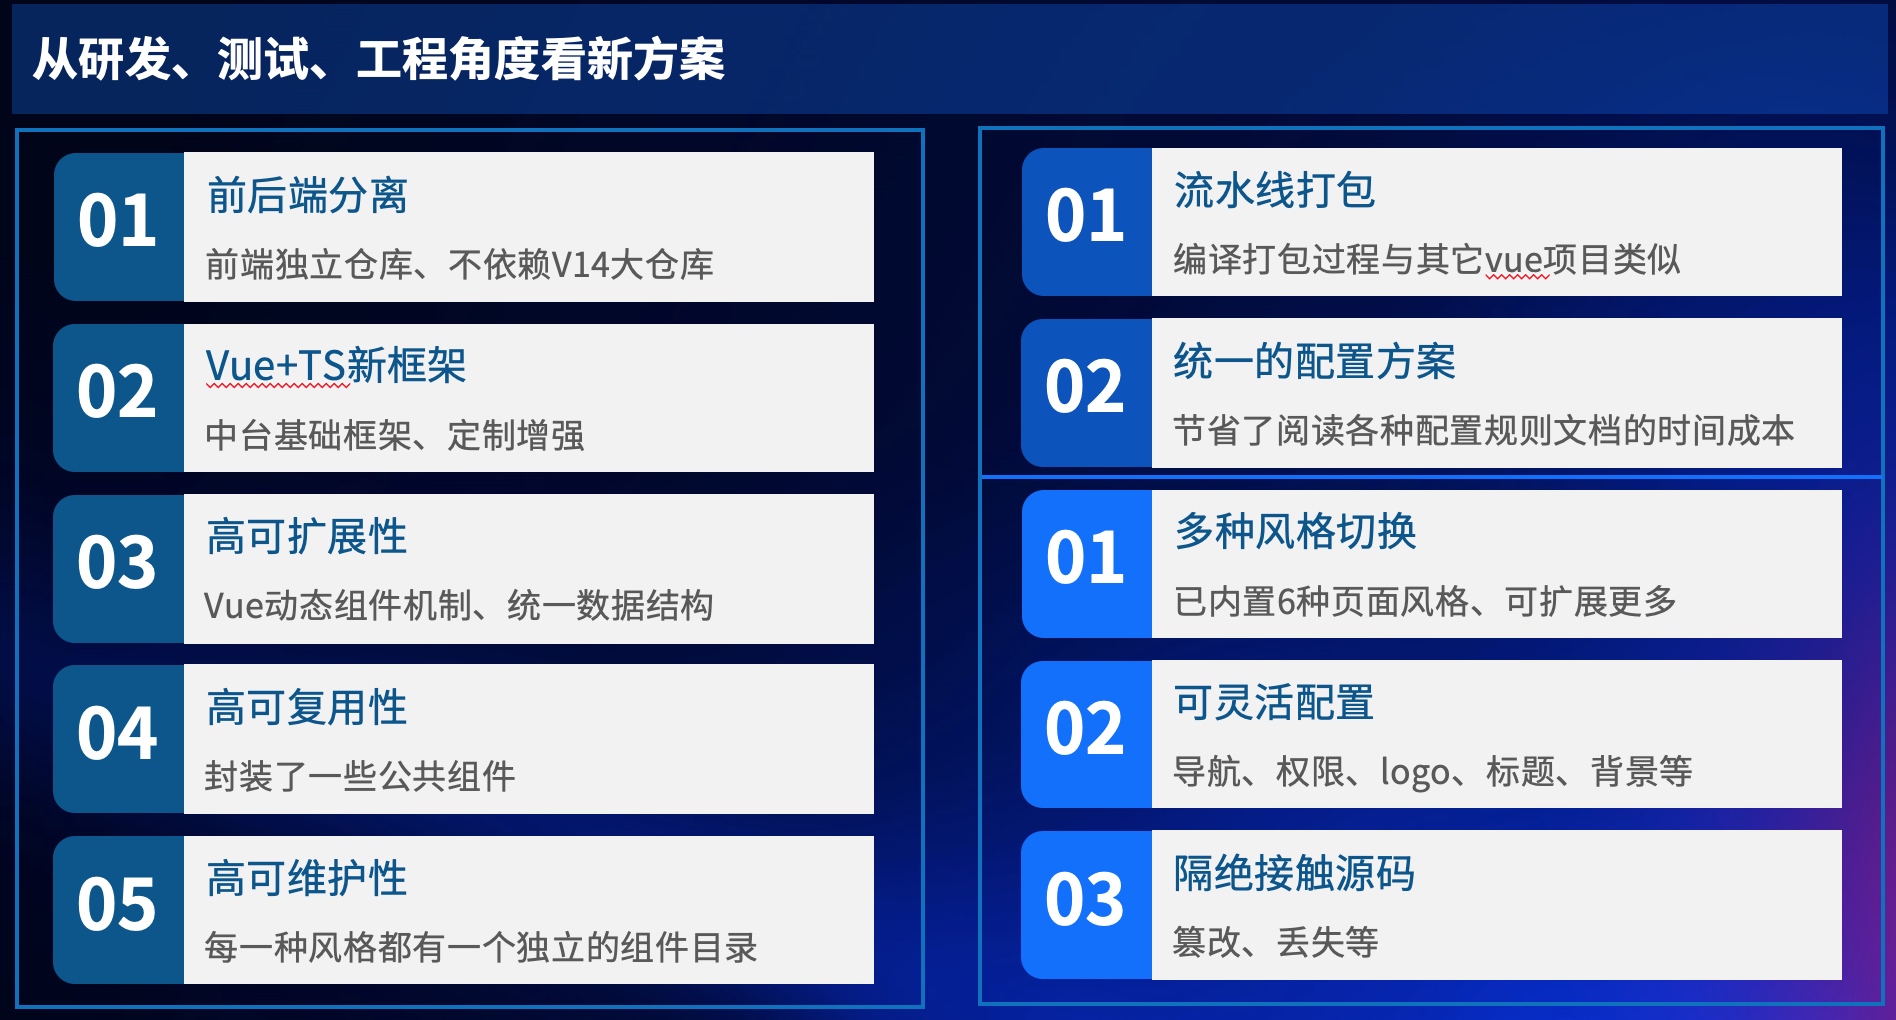 从研发、测试、工程角度看新方案
01
前后端分离
前端独立仓库、不依赖V14大仓库
02
Vue+TS新框架
中台基础框架、定制增强
03
高可扩展性
Vue动态组件机制、统一数据结构
04
高可复用性
封装了一些公共组件
05
高可维护性
每一种风格都有一个独立的组件目录
01
流水线打包
编译打包过程与其它vue项目类似
02
统一的配置方案
节省了阅读各种配置规则文档的时间成本
01
多种风格切换
已内置6种页面风格、可扩展更多
02
可灵活配置
导航、权限、logo、标题、背景等
03
隔绝接触源码
篡改、丢失等